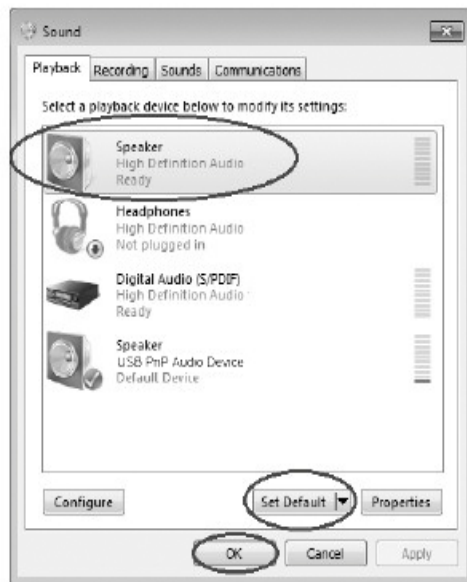 Sound
Playback Recording Sounds Communications
Select a playback device below to modify its settings:
Speaker
High Definition Audio
Ready
Headphones
High Definition Audio
Not plugged in
Digital Audio (S/PDIF)
High Definition Audio
Ready
Speaker
USB PnP Audio Device
Default Device
Configure Set Default Properties
OK Cancel Apply